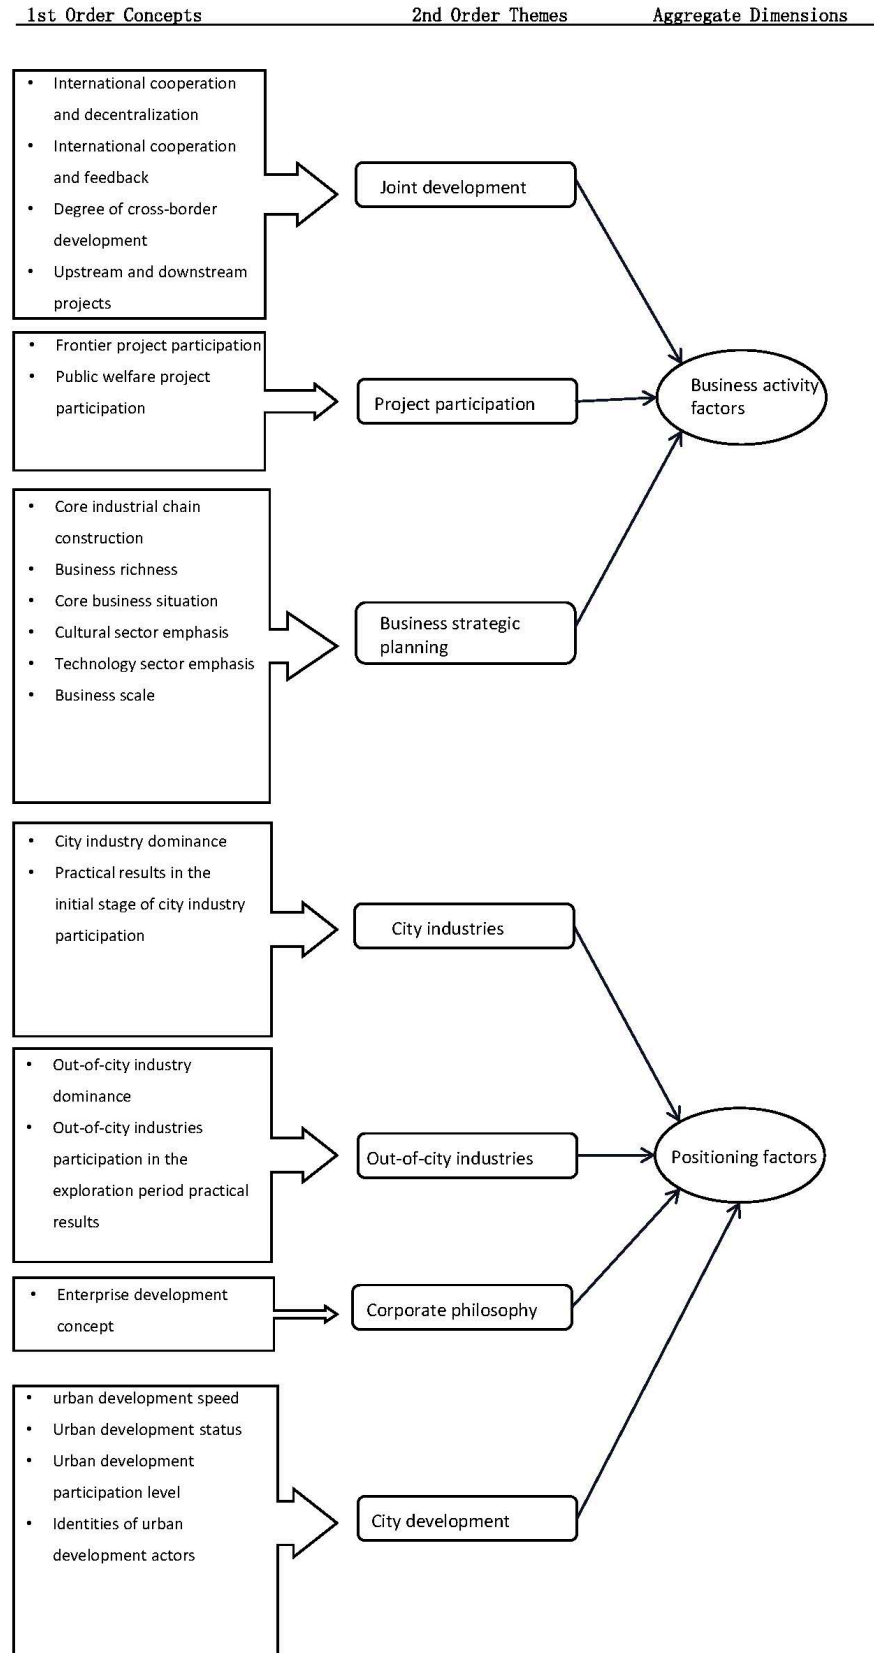 1st Order Concepts
2nd Order Themes
Aggregate Dimensions
• International cooperation
and decentralization
• International cooperation
and feedback
• Degree of cross-border
development
• Upstream and downstream
projects
Joint development
• Frontier project participation
• Public welfare project
participation
Project participation
Business activity
factors
• Core industrial chain
construction
• Business richness
• Core business situation
• Cultural sector emphasis
• Technology sector emphasis
• Business scale
Business strategic
planning
• City industry dominance
• Practical results in the
initial stage of city industry
participation
City industries
• Out-of-city industry
dominance
• Out-of-city industries
participation in the
exploration period practical
results
Out-of-city industries
Positioning factors
• Enterprise development
concept
Corporate philosophy
• urban development speed
• Urban development status
• Urban development
participation level
• Identities of urban
development actors
City development